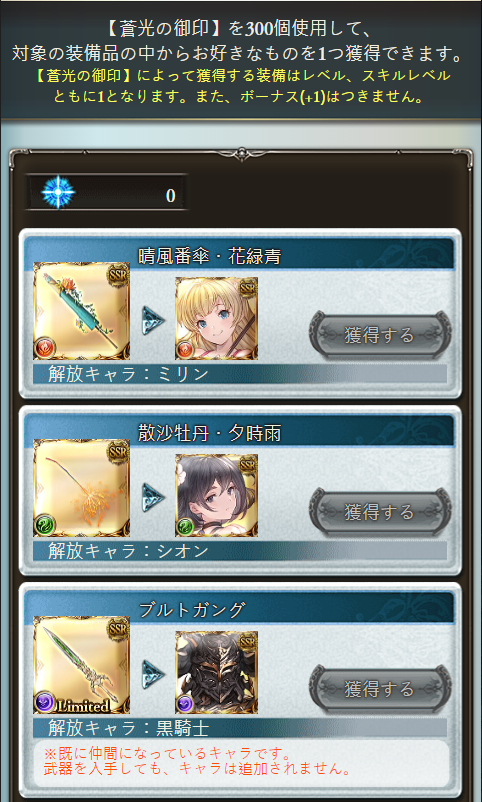 【蒼光の御印】を300個使用して、
対象の装備品の中からお好きなものを1つ獲得できます。
【蒼光の御印】によって獲得する装備はレベル、スキルレベル
ともに1となります。また、ボーナス(+1)はつきません。
0
晴風番傘・花緑青
SSR
SSR
獲得する
解放キャラ：ミリン
散沙牡丹・夕時雨
SSR
SSR
獲得する
解放キャラ：シオン
ブルトガング
SSR
SSR
Limited
獲得する
解放キャラ：黒騎士
※既に仲間になっているキャラです。
武器を入手しても、キャラは追加されません。